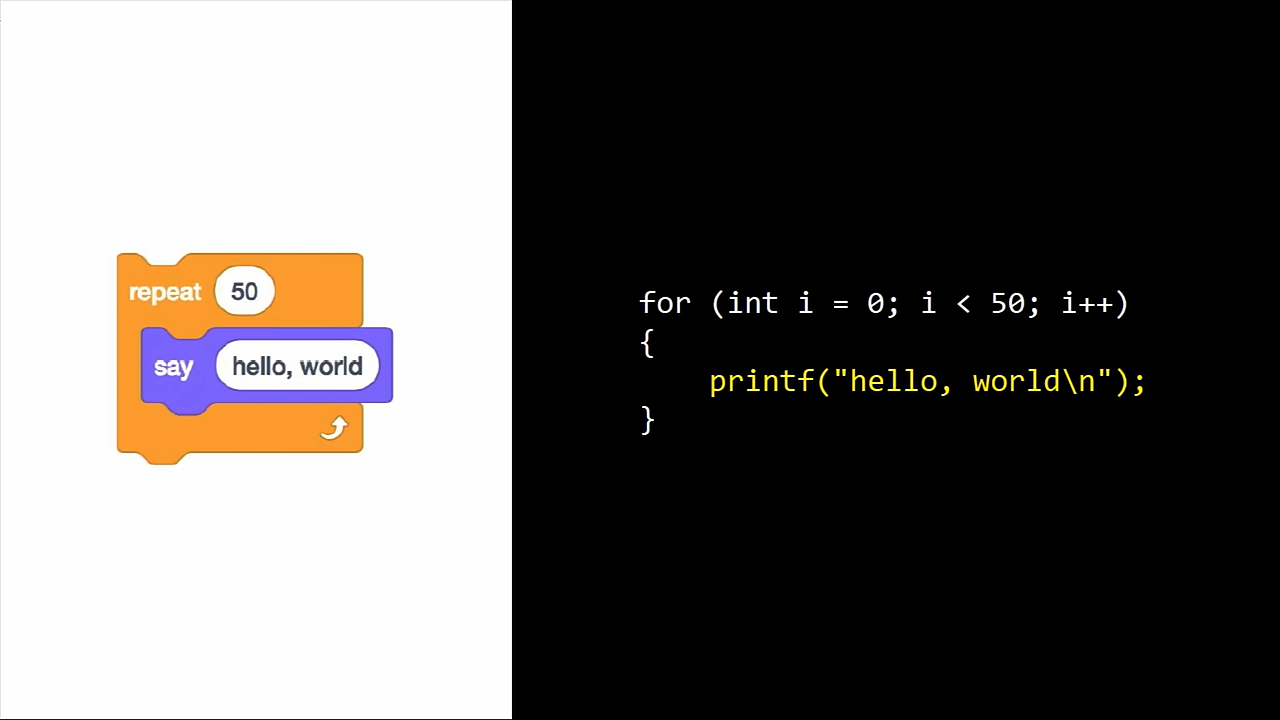 repeat 50
say hello, world
for (int i = 0; i < 50; i++)
{
    printf("hello, world\n");
}